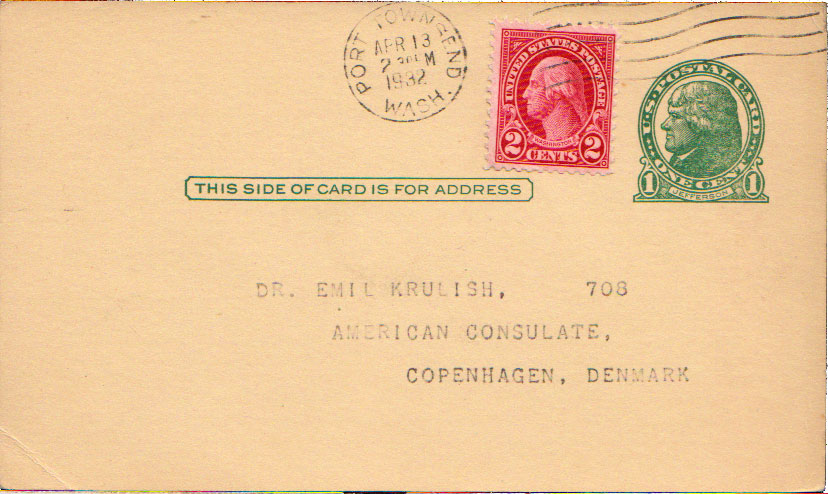 PORT TOWNSEND
APR 13
2 30 PM
1932
WASH.
UNITED STATES POSTAGE
WASHINGTON
2 CENTS 2
U.S. POSTAL CARD
ONE CENT
1 JEFFERSON 1
THIS SIDE OF CARD IS FOR ADDRESS
DR. EMIL KRULISH, 708
AMERICAN CONSULATE,
COPENHAGEN, DENMARK